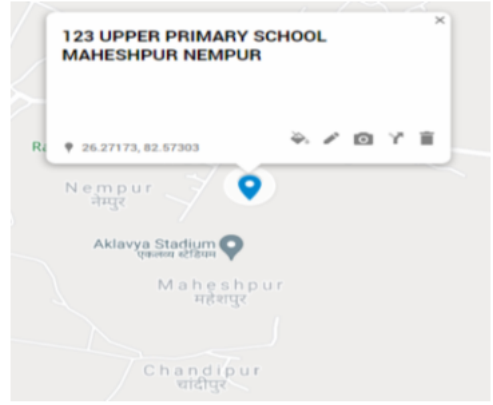 123 UPPER PRIMARY SCHOOL
MAHESHPUR NEMPUR
26.27173, 82.57303
Nempur
नेमपुर
Aklavya Stadium
एकलव्य स्टेडियम
Maheshpur
महेशपुर
Chandipur
चांदीपुर